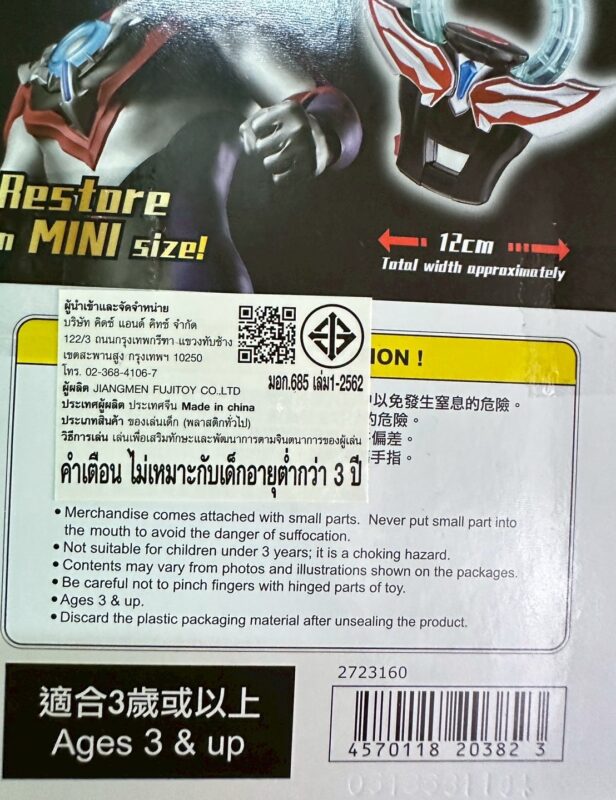 Restore
MINI size!
12cm
Total width approximately
ผู้นำเข้าและจัดจำหน่าย
บริษัท คิดซ์ แอนด์ คิทซ์ จำกัด
122/3 ถนนกรุงเทพกรีฑา แขวงทับช้าง
เขตสะพานสูง กรุงเทพฯ 10250
โทร. 02-368-4106-7
มอก.685 เล่ม1-2562
ผู้ผลิต JIANGMEN FUJITOY CO.,LTD
ประเทศผู้ผลิต ประเทศจีน Made in china
ประเภทสินค้า ของเล่นเด็ก (พลาสติกทั่วไป)
วิธีการเล่น เล่นเพื่อเสริมทักษะและพัฒนาการตามจินตนาการของผู้เล่น
คำเตือน ไม่เหมาะกับเด็กอายุต่ำกว่า 3 ปี
ION !
以免發生窒息的危險。
的危險。
偏差。
手指。
• Merchandise comes attached with small parts. Never put small part into
the mouth to avoid the danger of suffocation.
• Not suitable for children under 3 years; it is a choking hazard.
• Contents may vary from photos and illustrations shown on the packages.
• Be careful not to pinch fingers with hinged parts of toy.
• Ages 3 & up.
• Discard the plastic packaging material after unsealing the product.
適合3歲或以上
Ages 3 & up
2723160
4570118 20382 3